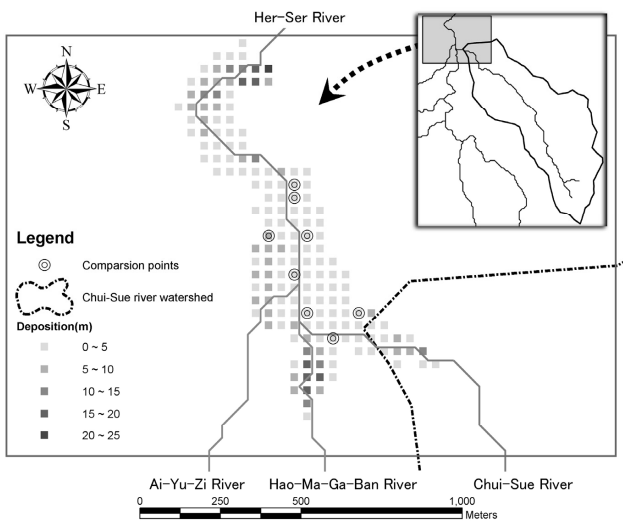 Her-Ser River
N
W
E
S
Legend
Comparsion points
Chui-Sue river watershed
Deposition(m)
0 ~ 5
5 ~ 10
10 ~ 15
15 ~ 20
20 ~ 25
Ai-Yu-Zi River
Hao-Ma-Ga-Ban River
Chui-Sue River
0 250 500 1,000
Meters